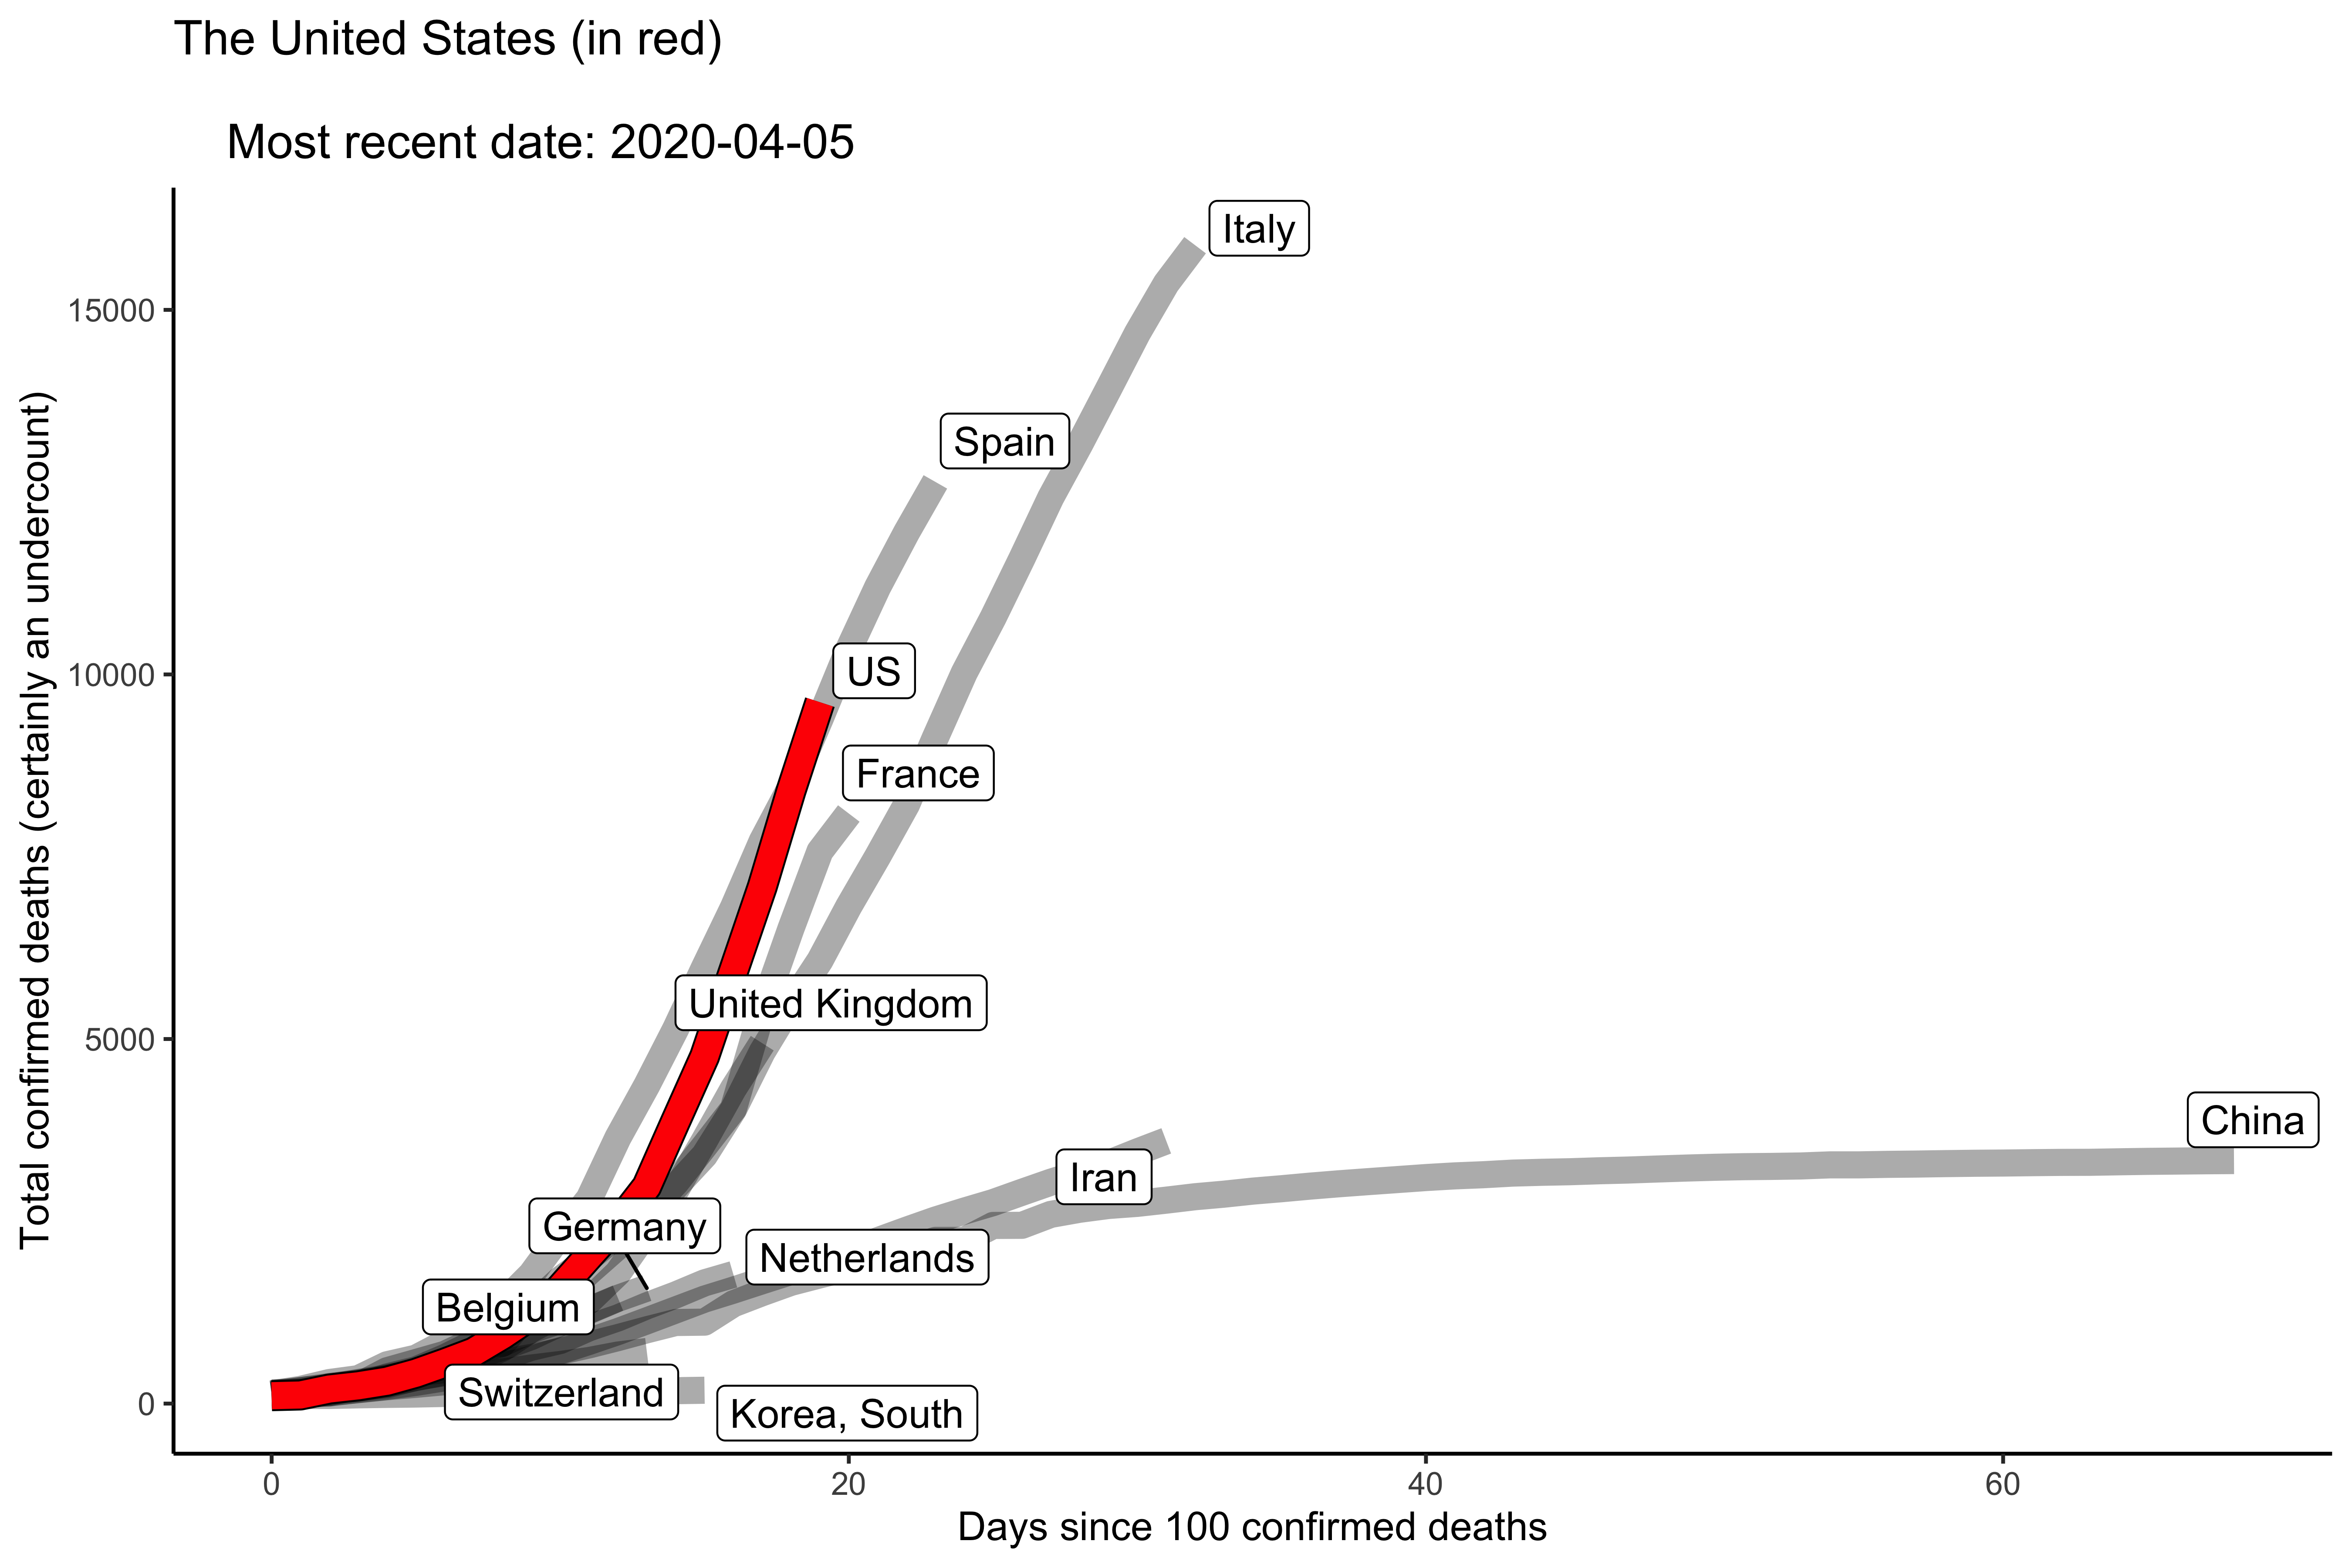 The United States (in red)
Most recent date: 2020-04-05
Total confirmed deaths (certainly an undercount)
15000
10000
5000
0
Italy
Spain
US
France
United Kingdom
China
Iran
Germany
Netherlands
Belgium
Switzerland
Korea, South
0
20
40
60
Days since 100 confirmed deaths